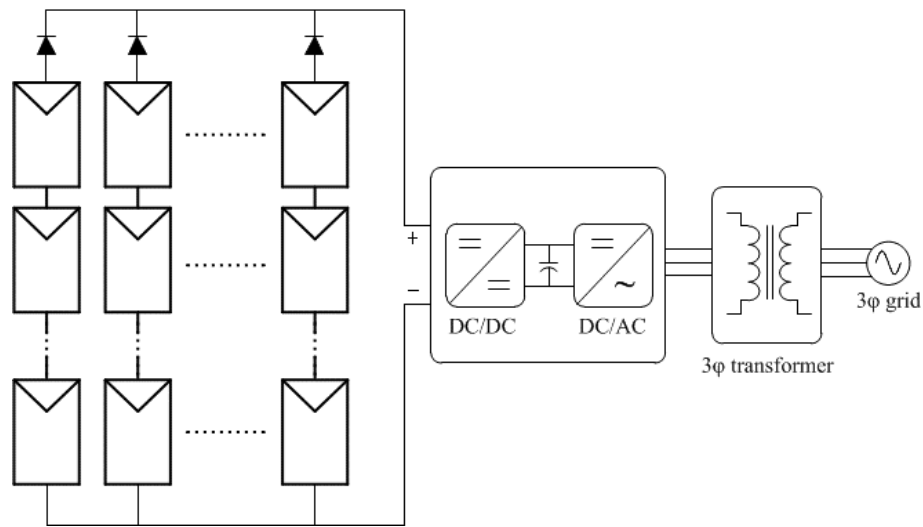 +
−
DC/DC
DC/AC
3φ transformer
3φ grid